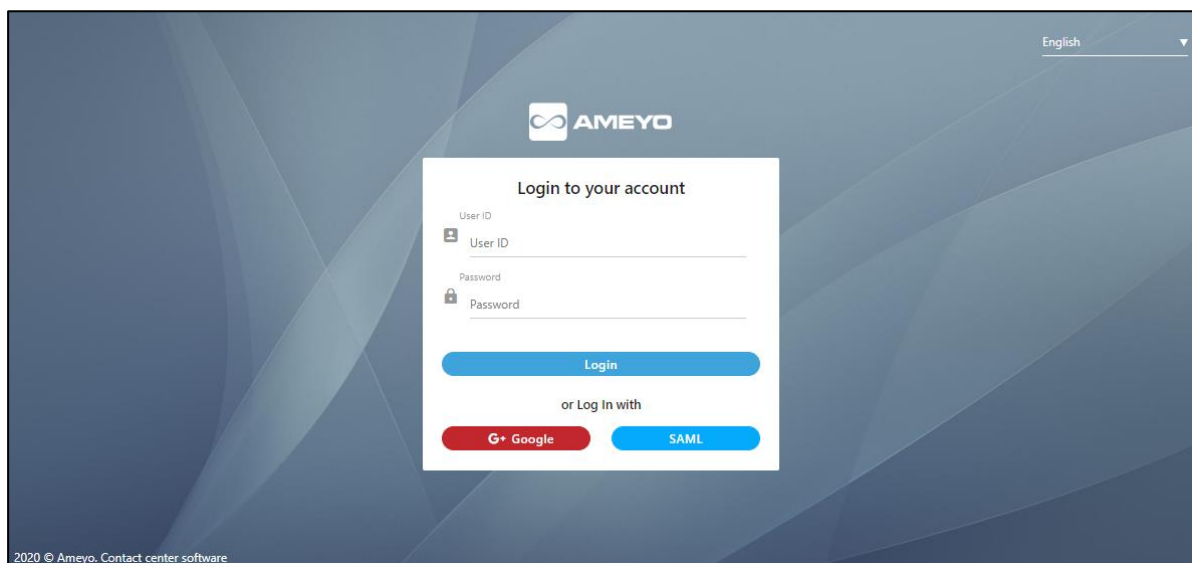 English
AMEYO
Login to your account
User ID
User ID
Password
Password
Login
or Log In with
G+ Google
SAML
2020 © Ameyo. Contact center software